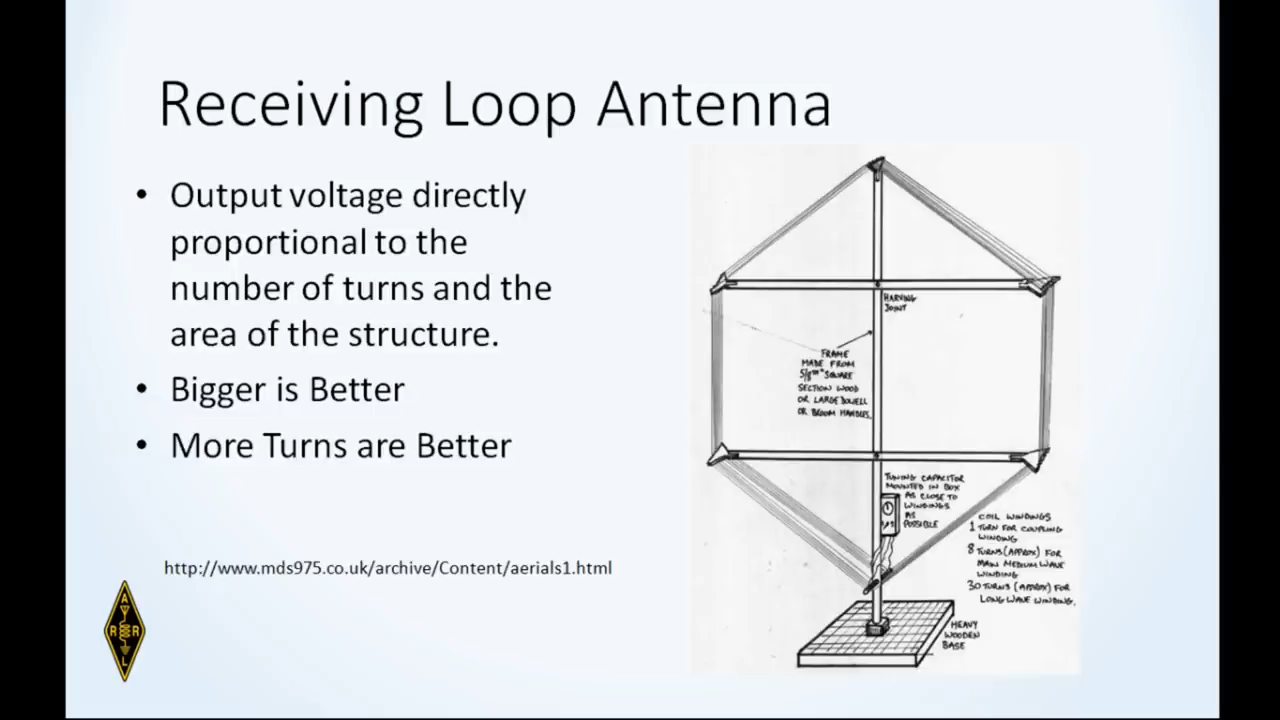 Receiving Loop Antenna
• Output voltage directly
proportional to the
number of turns and the
area of the structure.
• Bigger is Better
• More Turns are Better
http://www.mds975.co.uk/archive/Content/aerials1.html
A
R R
L
HARVING
JOINT
FRAME
MADE FROM
5/8" SQUARE
SECTION WOOD
OR LARGE DOWELL
OR BROOM HANDLES.
TUNING CAPACITOR
MOUNTED IN BOX
AS CLOSE TO
WINDINGS
AS
POSSIBLE
COIL WINDINGS
1 TURN FOR COUPLING
WINDING
8 TURNS (APPROX) FOR
MAIN MEDIUM WAVE
WINDING
30 TURNS (APPROX) FOR
LONG WAVE WINDING.
HEAVY
WOODEN
BASE